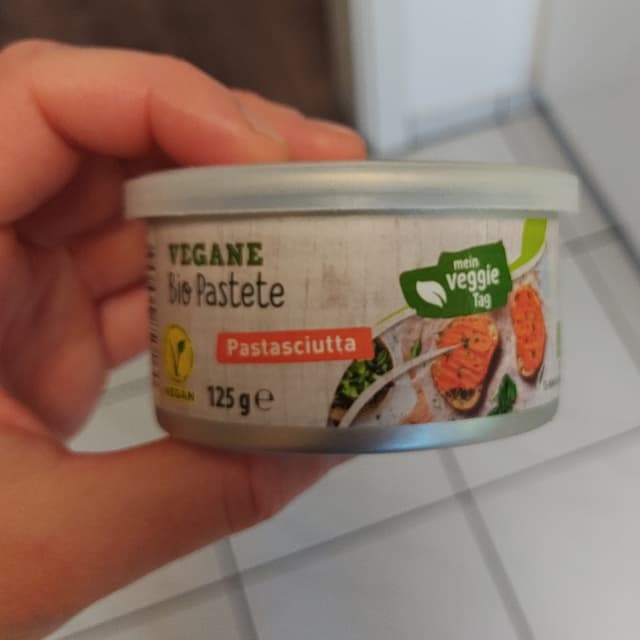 VEGANE
Bio Pastete
Pastasciutta
125 g e
VEGAN
mein
veggie
Tag